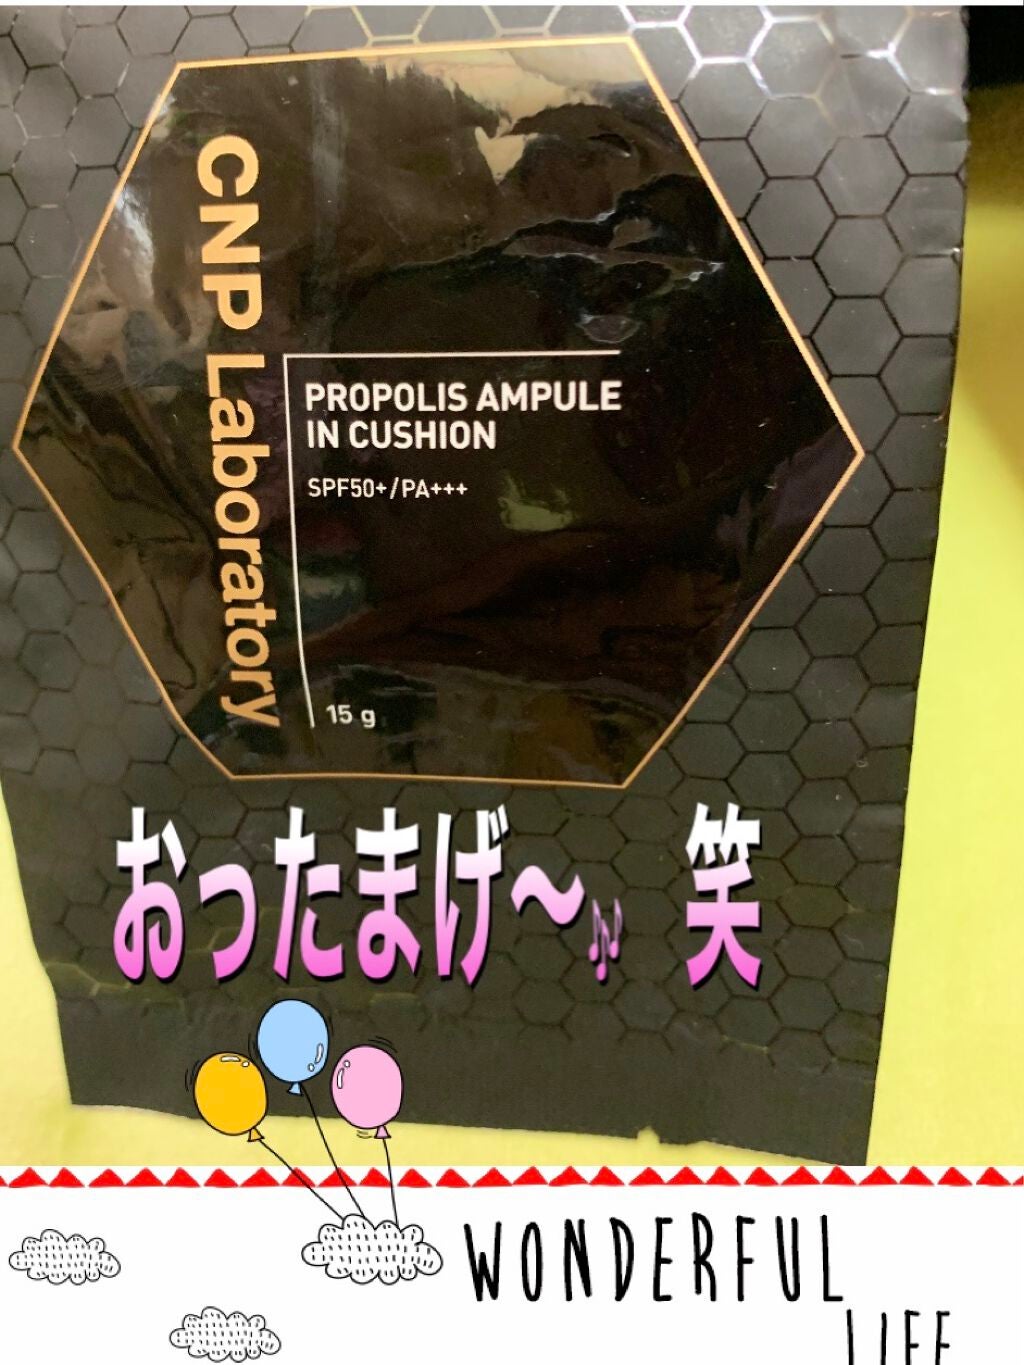 CNP Laboratory
PROPOLIS AMPULE
IN CUSHION
SPF50+/PA+++
15 g
おったまげ〜🎶 笑
WONDERFUL
LIFE